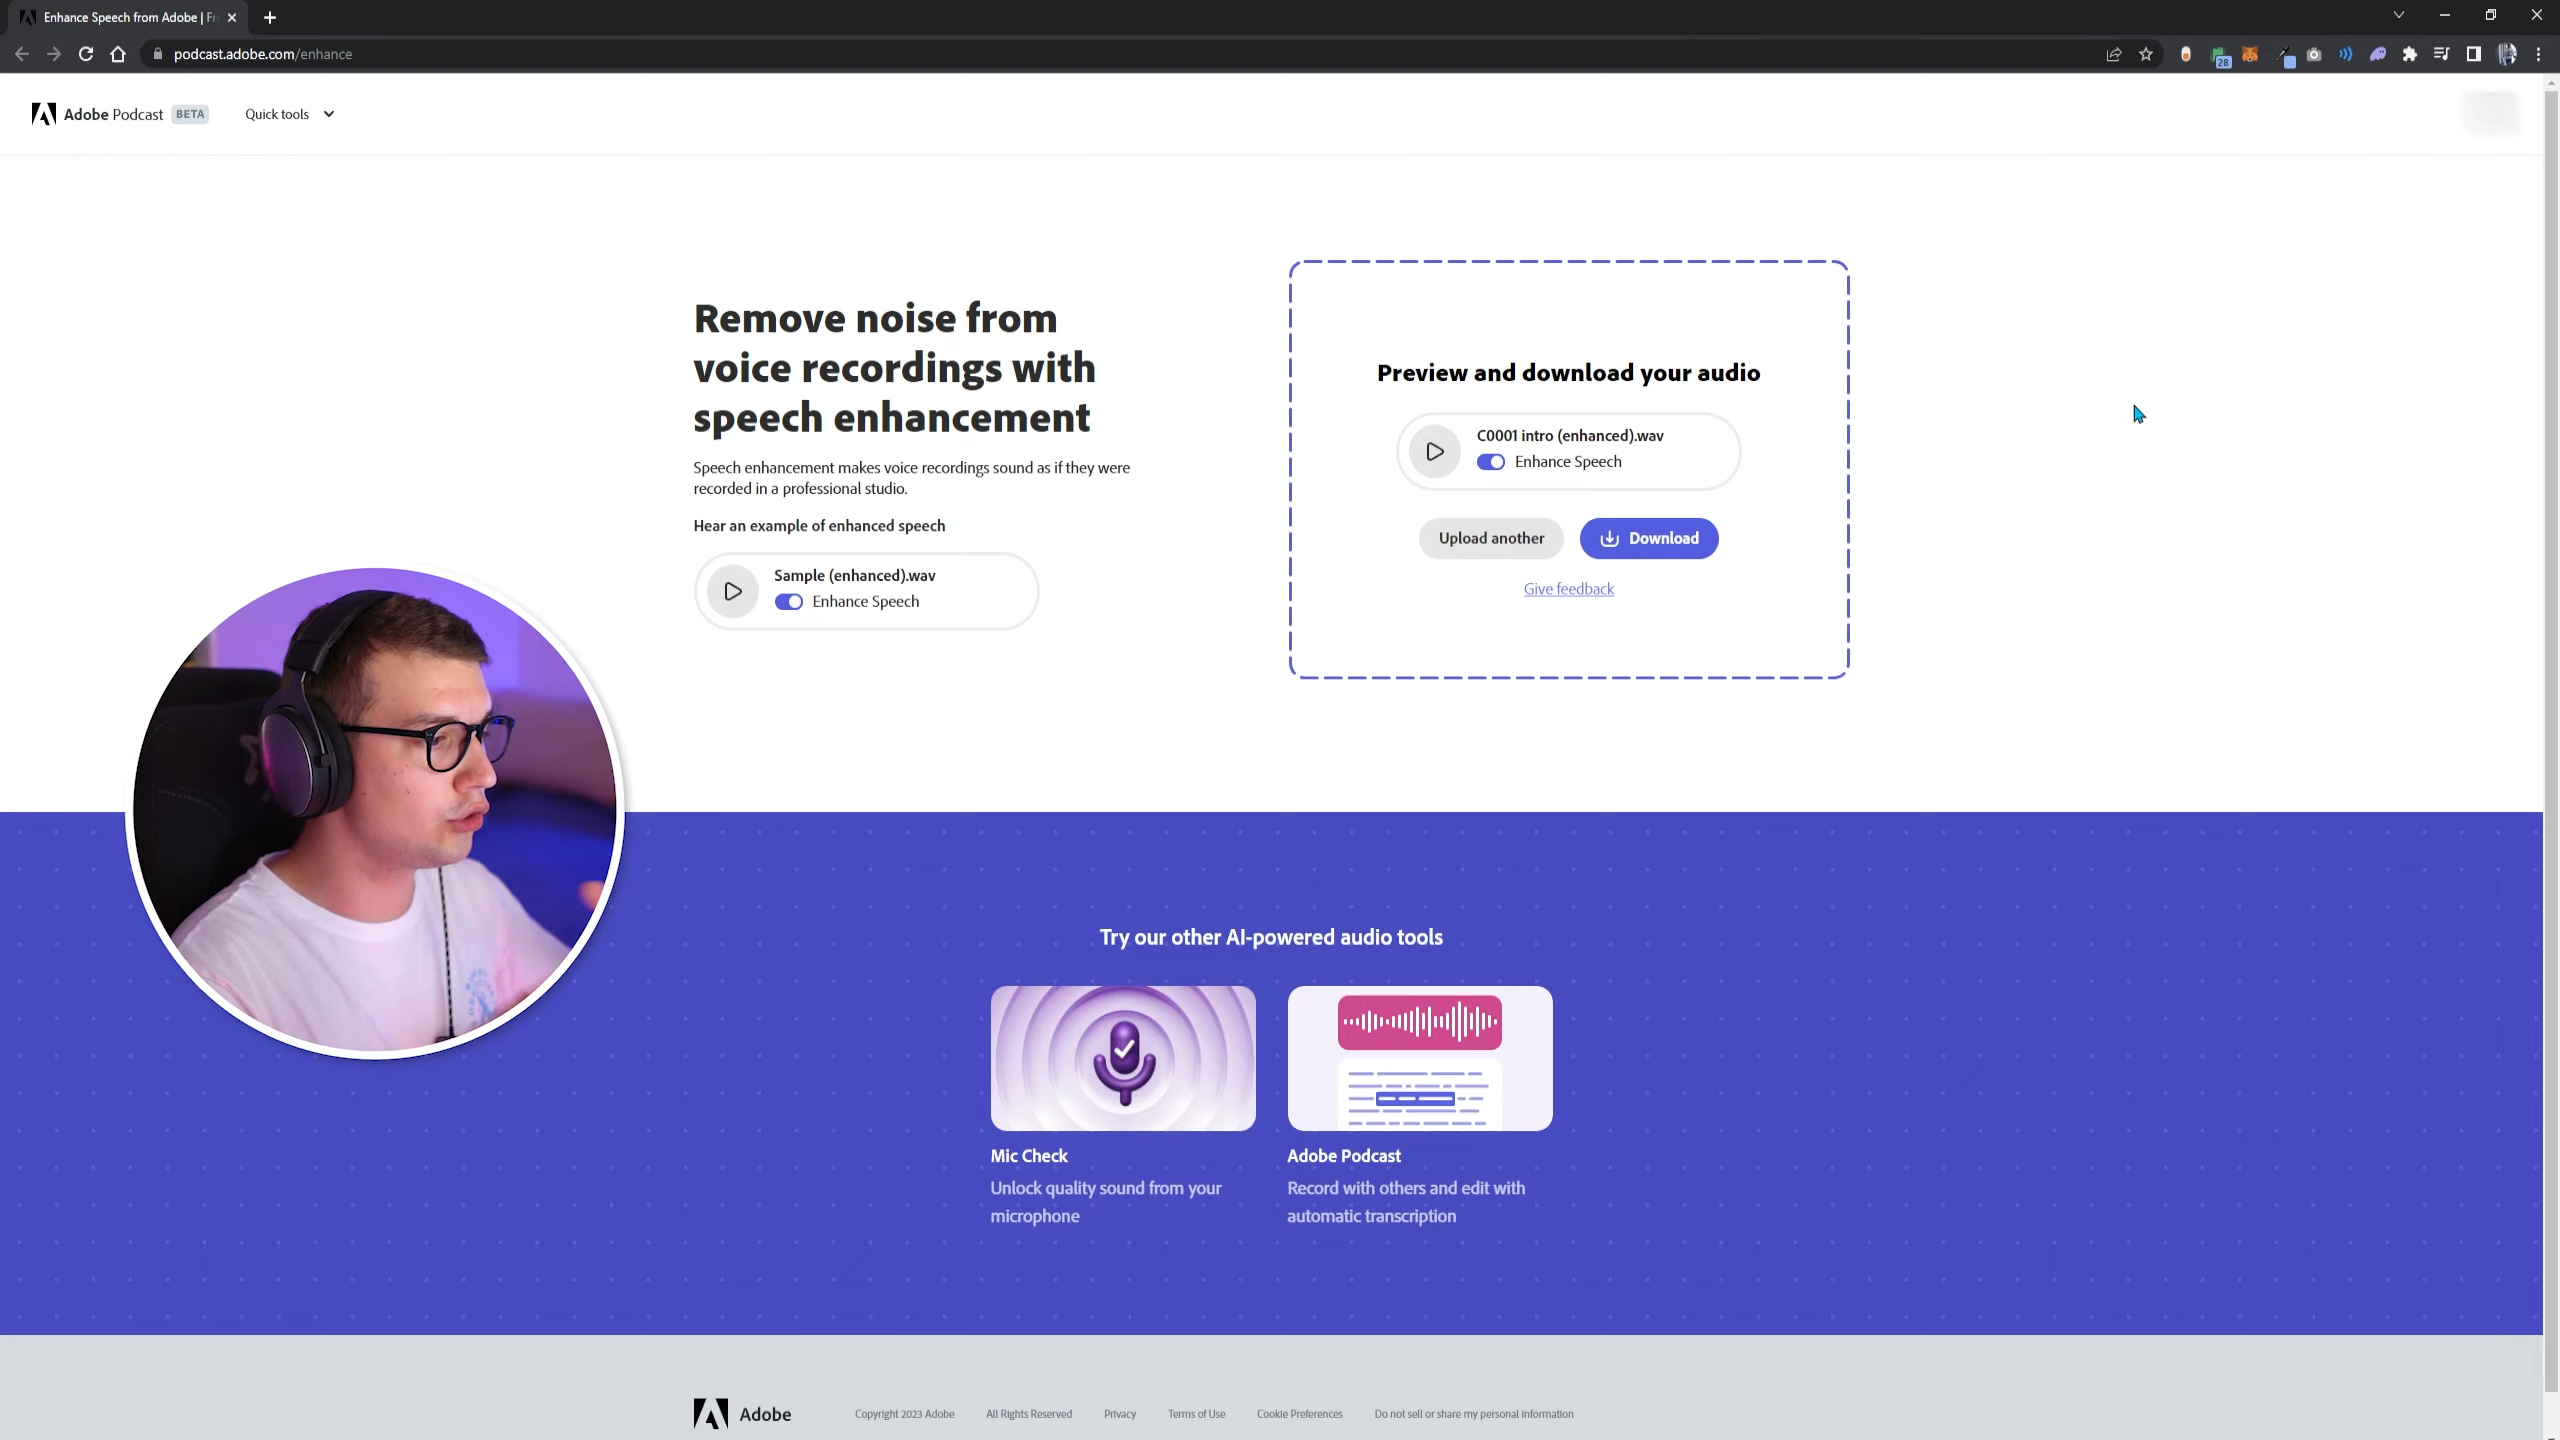 Enhance Speech from Adobe | Fr
podcast.adobe.com/enhance
28
Adobe Podcast BETA
Quick tools
Remove noise from
voice recordings with
speech enhancement
Speech enhancement makes voice recordings sound as if they were
recorded in a professional studio.
Hear an example of enhanced speech
Sample (enhanced).wav
Enhance Speech
Preview and download your audio
C0001 intro (enhanced).wav
Enhance Speech
Upload another
Download
Give feedback
Try our other AI-powered audio tools
Mic Check
Unlock quality sound from your
microphone
Adobe Podcast
Record with others and edit with
automatic transcription
Adobe
Copyright 2023 Adobe
All Rights Reserved
Privacy
Terms of Use
Cookie Preferences
Do not sell or share my personal information